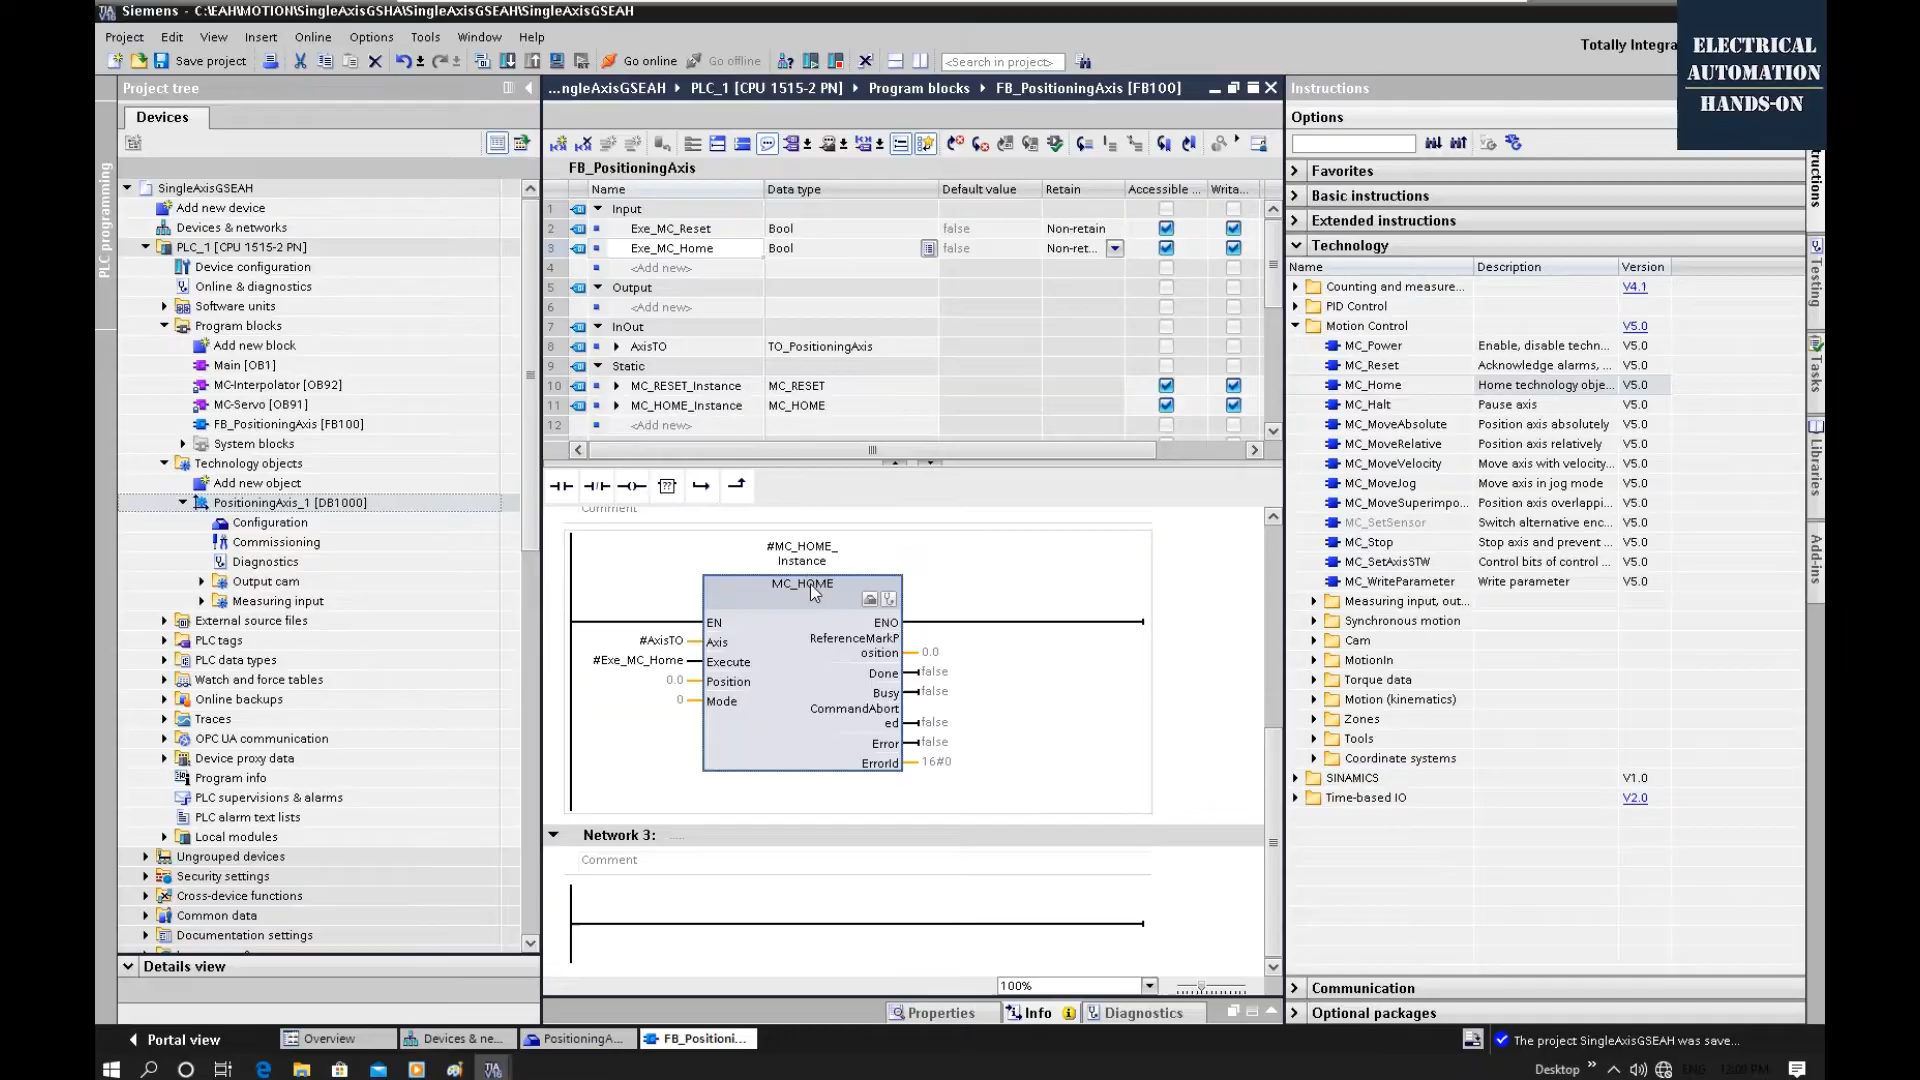 Siemens - C:\EAH\MOTION\SingleAxisGSHA\SingleAxisGSEAH\SingleAxisGSEAH
Project Edit View Insert Online Options Tools Window Help
Totally Integra
Save project Go online Go offline <Search in project>
ELECTRICAL
AUTOMATION
HANDS-ON
Project tree
...ngleAxisGSEAH PLC_1 [CPU 1515-2 PN] Program blocks FB_PositioningAxis [FB100]
Instructions
Devices
Options
PLC programming
SingleAxisGSEAH
Add new device
Devices & networks
PLC_1 [CPU 1515-2 PN]
Device configuration
Online & diagnostics
Software units
Program blocks
Add new block
Main [OB1]
MC-Interpolator [OB92]
MC-Servo [OB91]
FB_PositioningAxis [FB100]
System blocks
Technology objects
Add new object
PositioningAxis_1 [DB1000]
Configuration
Commissioning
Diagnostics
Output cam
Measuring input
External source files
PLC tags
PLC data types
Watch and force tables
Online backups
Traces
OPC UA communication
Device proxy data
Program info
PLC supervisions & alarms
PLC alarm text lists
Local modules
Ungrouped devices
Security settings
Cross-device functions
Common data
Documentation settings
Details view
FB_PositioningAxis
Name Data type Default value Retain Accessible ... Writa...
1 Input
2 Exe_MC_Reset Bool false Non-retain
3 Exe_MC_Home Bool false Non-ret...
4 <Add new>
5 Output
6 <Add new>
7 InOut
8 AxisTO TO_PositioningAxis
9 Static
10 MC_RESET_Instance MC_RESET
11 MC_HOME_Instance MC_HOME
12 <Add new>
??
Comment
#MC_HOME_
Instance
MC_HOME
EN ENO
#AxisTO Axis
#Exe_MC_Home Execute
0.0 Position
0 Mode
ReferenceMarkP
osition 0.0
Done false
Busy false
CommandAbort
ed false
Error false
ErrorId 16#0
Network 3: .....
Comment
100%
Properties Info Diagnostics
Favorites
Basic instructions
Extended instructions
Technology
Name Description Version
Counting and measure... V4.1
PID Control
Motion Control V5.0
MC_Power Enable, disable techn... V5.0
MC_Reset Acknowledge alarms, ... V5.0
MC_Home Home technology obje... V5.0
MC_Halt Pause axis V5.0
MC_MoveAbsolute Position axis absolutely V5.0
MC_MoveRelative Position axis relatively V5.0
MC_MoveVelocity Move axis with velocity... V5.0
MC_MoveJog Move axis in jog mode V5.0
MC_MoveSuperimpo... Position axis overlappi... V5.0
MC_SetSensor Switch alternative enc... V5.0
MC_Stop Stop axis and prevent ... V5.0
MC_SetAxisSTW Control bits of control ... V5.0
MC_WriteParameter Write parameter V5.0
Measuring input, out...
Synchronous motion
Cam
MotionIn
Torque data
Motion (kinematics)
Zones
Tools
Coordinate systems
SINAMICS V1.0
Time-based IO V2.0
Communication
Optional packages
Testing
Tasks
Libraries
Add-ins
Portal view Overview Devices & ne... PositioningA... FB_Positioni...
The project SingleAxisGSEAH was save...
Desktop